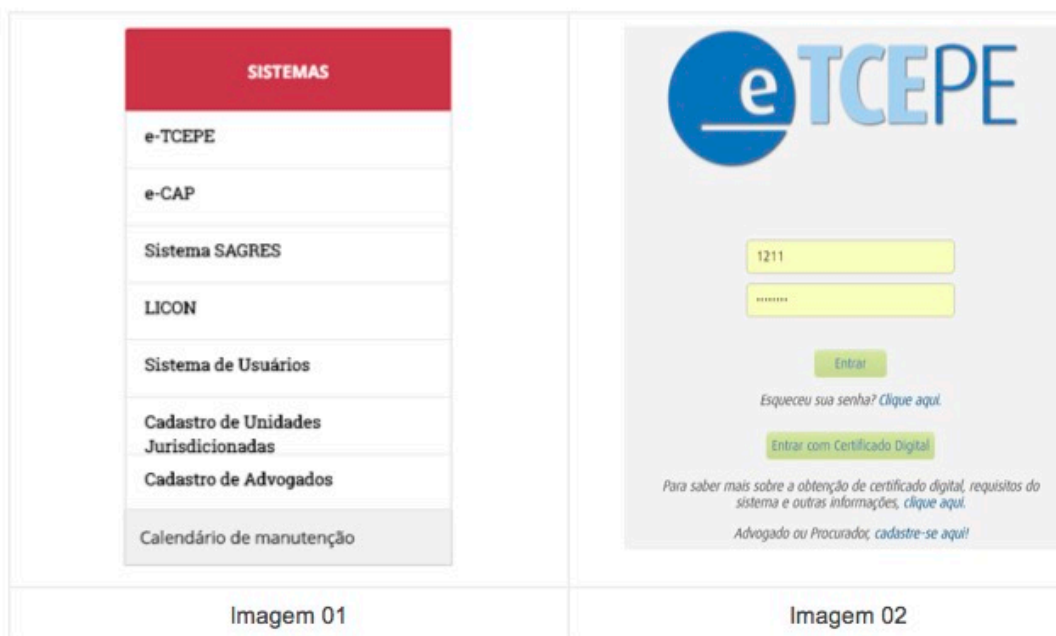 SISTEMAS
e-TCEPE
e-CAP
Sistema SAGRES
LICON
Sistema de Usuários
Cadastro de Unidades
Jurisdicionadas
Cadastro de Advogados
Calendário de manutenção
Imagem 01
eTCEPE
1211
........
Entrar
Esqueceu sua senha? Clique aqui.
Entrar com Certificado Digital
Para saber mais sobre a obtenção de certificado digital, requisitos do
sistema e outras informações, clique aqui.
Advogado ou Procurador, cadastre-se aqui!
Imagem 02